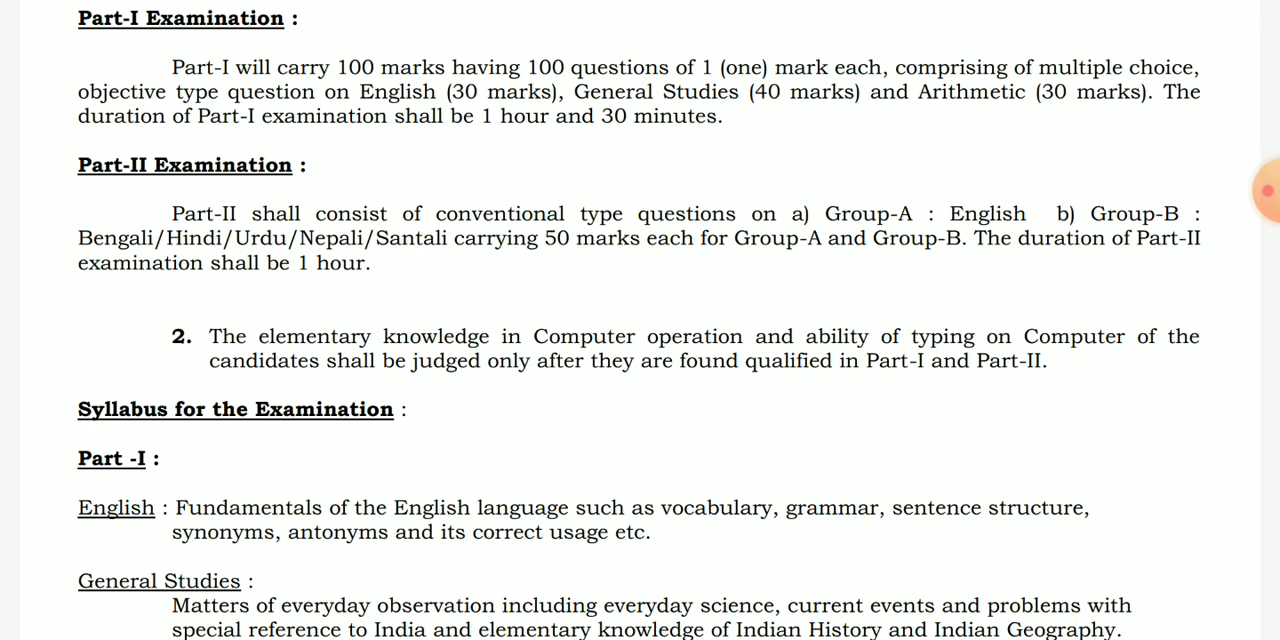 Part-I Examination :
Part-I will carry 100 marks having 100 questions of 1 (one) mark each, comprising of multiple choice,
objective type question on English (30 marks), General Studies (40 marks) and Arithmetic (30 marks). The
duration of Part-I examination shall be 1 hour and 30 minutes.
Part-II Examination :
Part-II shall consist of conventional type questions on a) Group-A : English b) Group-B :
Bengali/Hindi/Urdu/Nepali/Santali carrying 50 marks each for Group-A and Group-B. The duration of Part-II
examination shall be 1 hour.
2. The elementary knowledge in Computer operation and ability of typing on Computer of the
candidates shall be judged only after they are found qualified in Part-I and Part-II.
Syllabus for the Examination :
Part -I :
English : Fundamentals of the English language such as vocabulary, grammar, sentence structure,
synonyms, antonyms and its correct usage etc.
General Studies :
Matters of everyday observation including everyday science, current events and problems with
special reference to India and elementary knowledge of Indian History and Indian Geography.